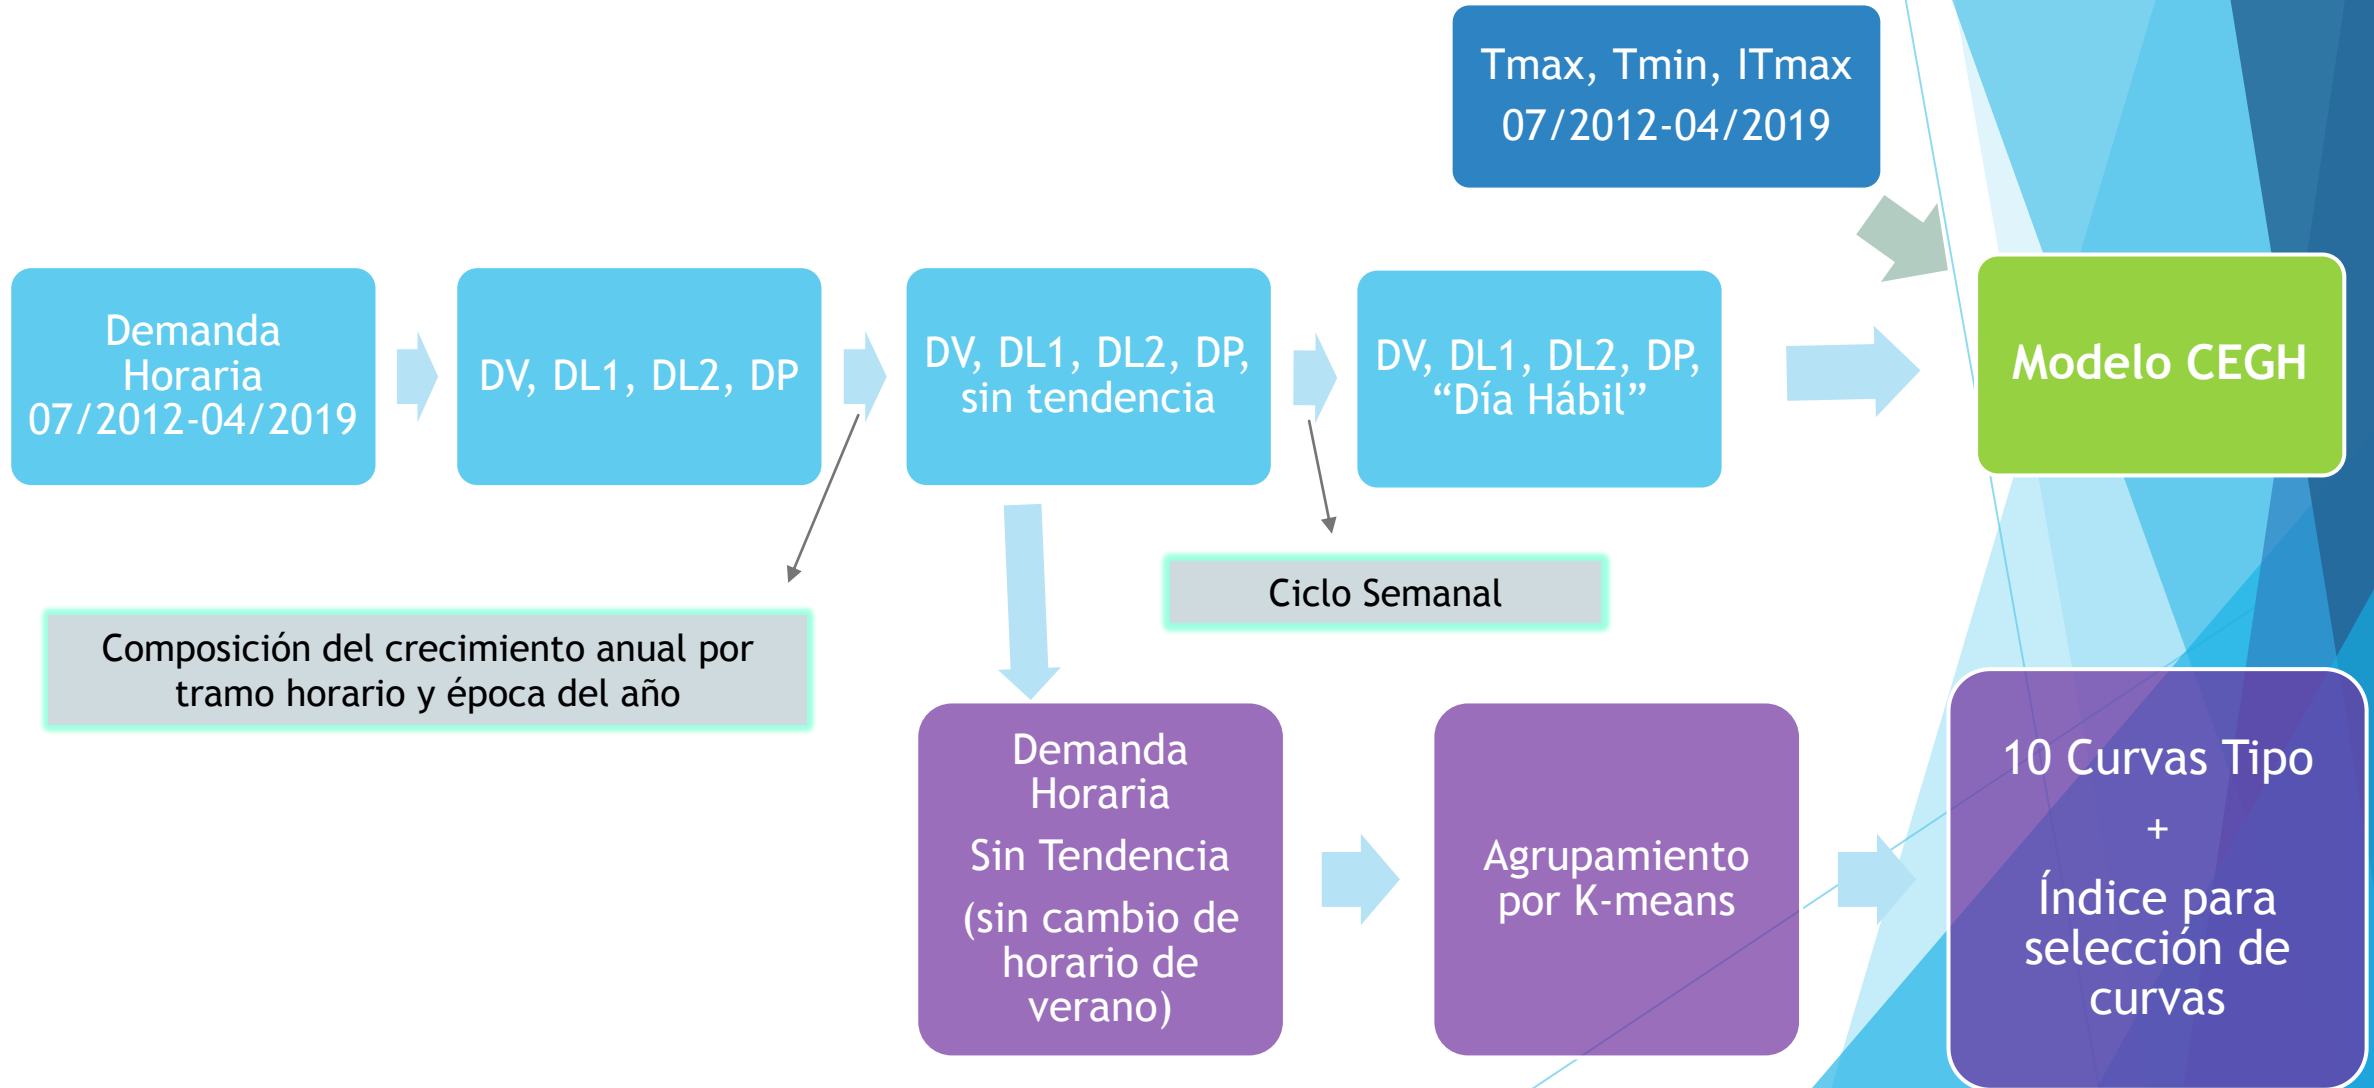 Tmax, Tmin, ITmax
07/2012-04/2019
Demanda
Horaria
07/2012-04/2019
DV, DL1, DL2, DP
DV, DL1, DL2, DP,
sin tendencia
DV, DL1, DL2, DP,
“Día Hábil”
Modelo CEGH
Composición del crecimiento anual por
tramo horario y época del año
Ciclo Semanal
Demanda
Horaria
Sin Tendencia
(sin cambio de
horario de
verano)
Agrupamiento
por K-means
10 Curvas Tipo
+
Índice para
selección de
curvas